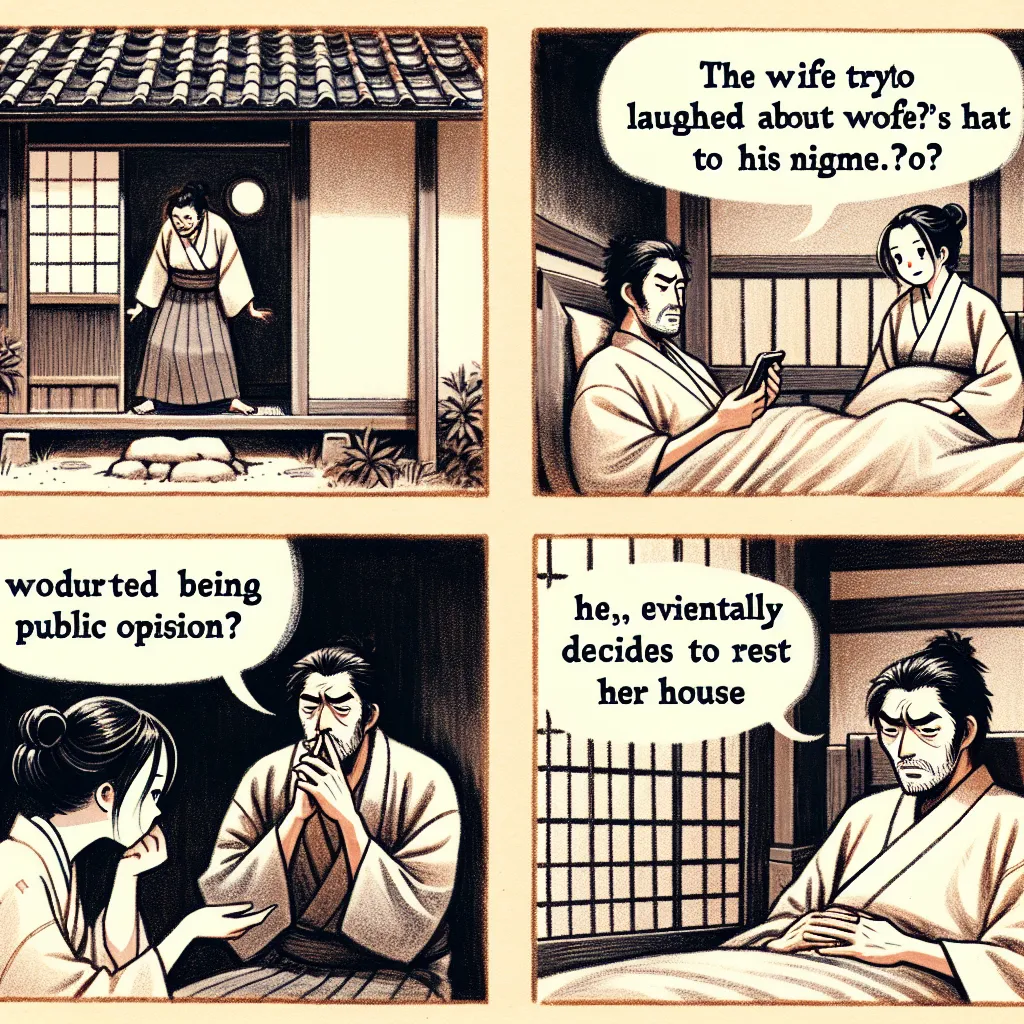 The wife tryto
laughed about wofe?'s hat
to his nigme.?o?
wodurted being
public opision?
he,, evientally
decides to rest
her house